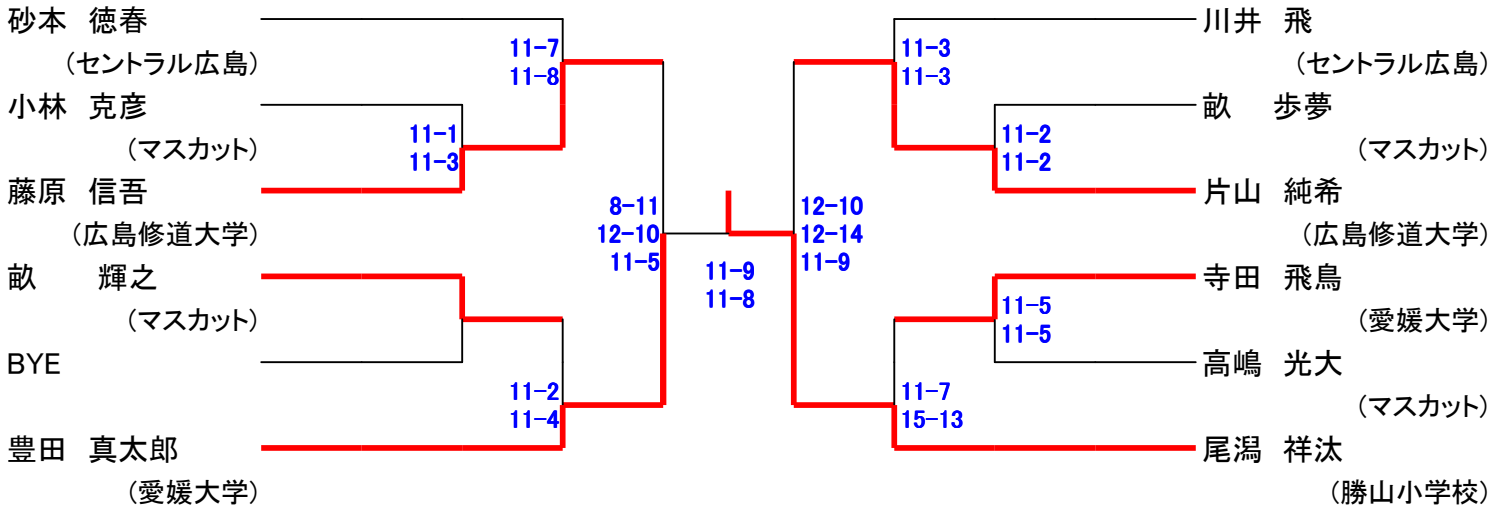 砂本 徳春
(セントラル広島)
小林 克彦
(マスカット)
藤原 信吾
(広島修道大学)
畝 輝之
(マスカット)
BYE
豊田 真太郎
(愛媛大学)
11-7
11-8
11-1
11-3
11-2
11-4
8-11
12-10
11-5
11-9
11-8
12-10
12-14
11-9
11-3
11-3
11-2
11-2
11-5
11-5
11-7
15-13
川井 飛
(セントラル広島)
畝 歩夢
(マスカット)
片山 純希
(広島修道大学)
寺田 飛鳥
(愛媛大学)
高嶋 光大
(マスカット)
尾潟 祥汰
(勝山小学校)